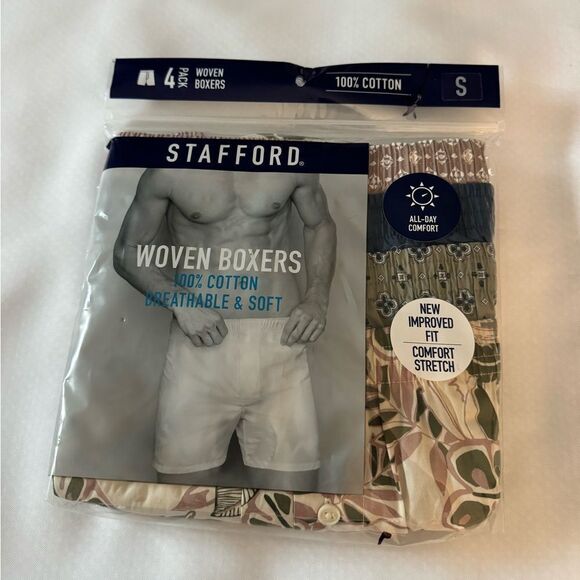 4 PACK
WOVEN
BOXERS
100% COTTON
S
STAFFORD®
WOVEN BOXERS
100% COTTON
BREATHABLE & SOFT
ALL-DAY
COMFORT
NEW
IMPROVED
FIT
COMFORT
STRETCH